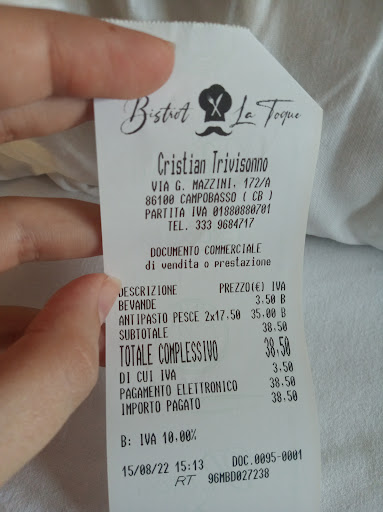 Bistrot La Toque
Cristian Trivisonno
VIA G. MAZZINI, 172/A
86100 CAMPOBASSO ( CB )
PARTITA IVA 01880880701
TEL. 333 9684717
DOCUMENTO COMMERCIALE
di vendita o prestazione
DESCRIZIONE PREZZO(€) IVA
BEVANDE 3,50 B
ANTIPASTO PESCE 2x17,50 35,00 B
SUBTOTALE 38,50
TOTALE COMPLESSIVO 38,50
DI CUI IVA 3,50
PAGAMENTO ELETTRONICO 38,50
IMPORTO PAGATO 38,50
B: IVA 10,00%
15/08/22 15:13 DOC.0095-0001
RT 96MBD027238